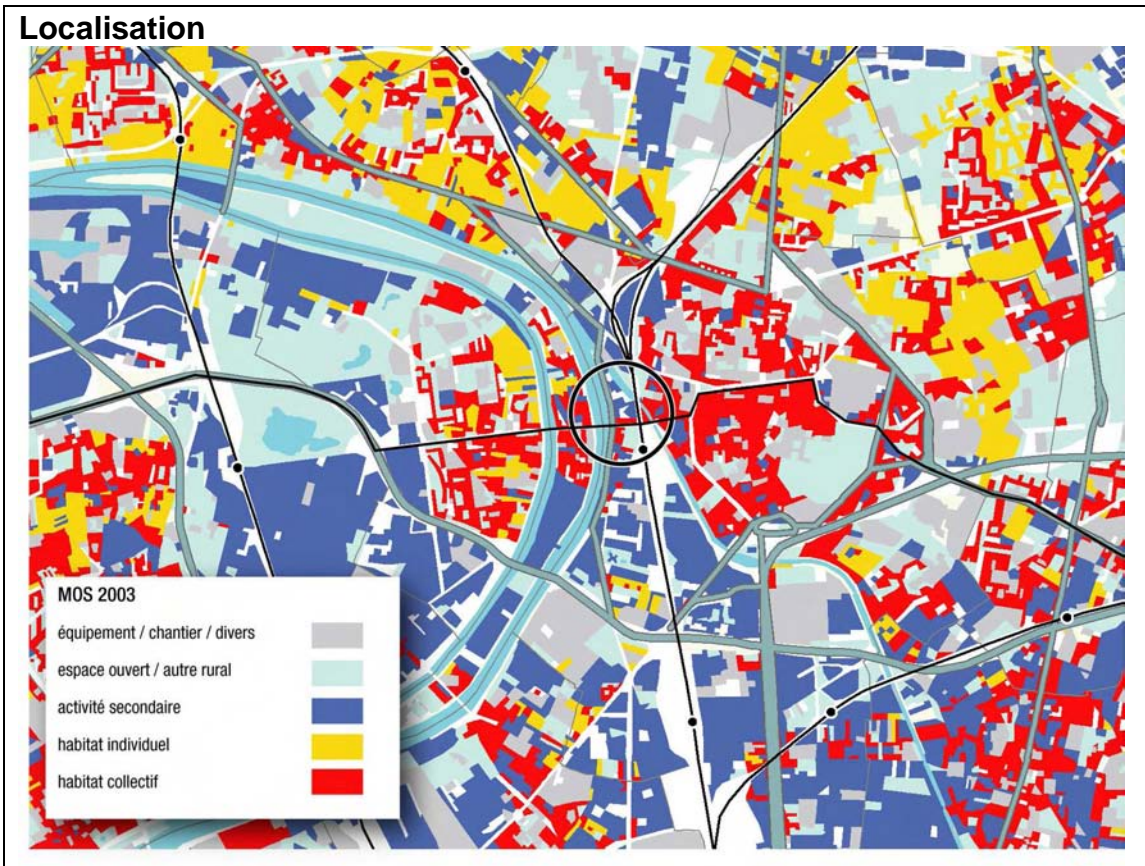 Localisation
MOS 2003
équipement / chantier / divers
espace ouvert / autre rural
activité secondaire
habitat individuel
habitat collectif